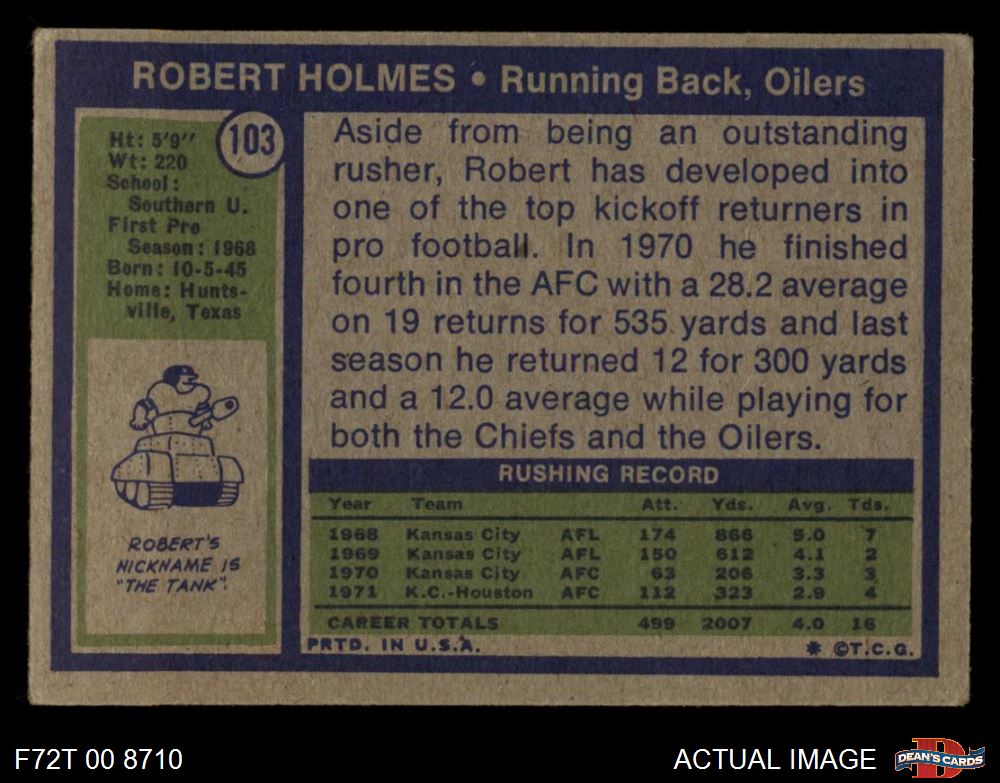 ROBERT HOLMES • Running Back, Oilers
103
Ht: 5'9"
Wt: 220
School:
Southern U.
First Pro
Season: 1968
Born: 10-5-45
Home: Hunts-
ville, Texas
ROBERT'S
NICKNAME IS
"THE TANK".
Aside from being an outstanding
rusher, Robert has developed into
one of the top kickoff returners in
pro football. In 1970 he finished
fourth in the AFC with a 28.2 average
on 19 returns for 535 yards and last
season he returned 12 for 300 yards
and a 12.0 average while playing for
both the Chiefs and the Oilers.
RUSHING RECORD
Year Team Att. Yds. Avg. Tds.
1968 Kansas City AFL 174 866 5.0 7
1969 Kansas City AFL 150 612 4.1 2
1970 Kansas City AFC 63 206 3.3 3
1971 K.C.-Houston AFC 112 323 2.9 4
CAREER TOTALS 499 2007 4.0 16
PRTD. IN U.S.A. * ©T.C.G.
F72T 00 8710 ACTUAL IMAGE DEAN'S CARDS